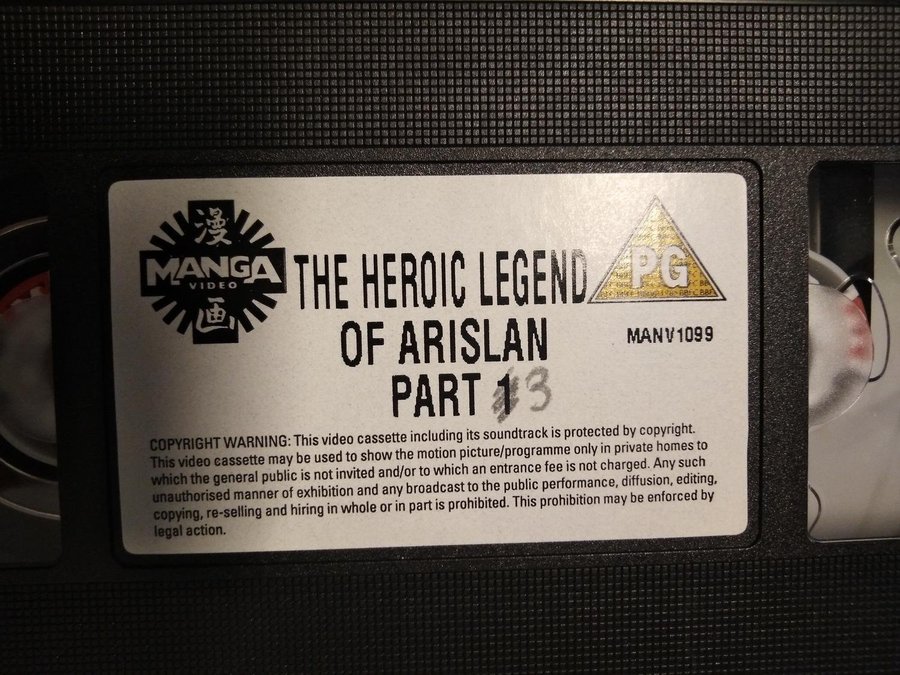 漫
MANGA
VIDEO
画
THE HEROIC LEGEND
OF ARISLAN
PART 1 3
PG
MANV1099
COPYRIGHT WARNING: This video cassette including its soundtrack is protected by copyright.
This video cassette may be used to show the motion picture/programme only in private homes to
which the general public is not invited and/or to which an entrance fee is not charged. Any such
unauthorised manner of exhibition and any broadcast to the public performance, diffusion, editing,
copying, re-selling and hiring in whole or in part is prohibited. This prohibition may be enforced by
legal action.